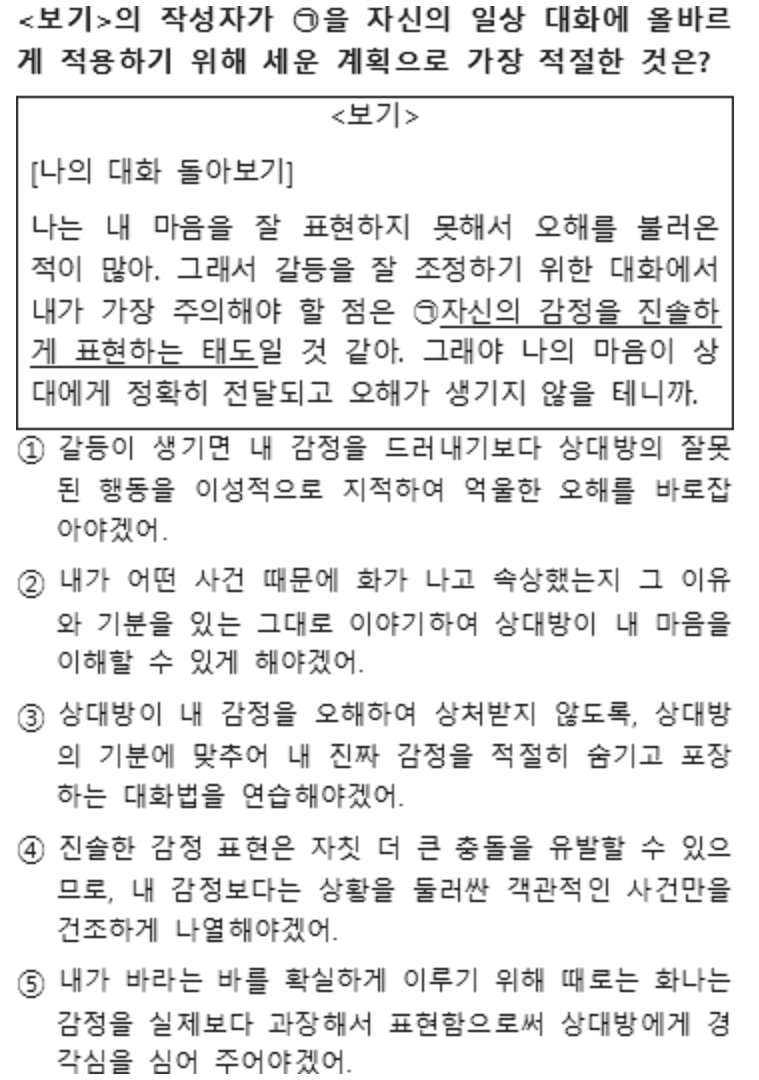 <보기>의 작성자가 ㉠을 자신의 일상 대화에 올바르
게 적용하기 위해 세운 계획으로 가장 적절한 것은?
<보기>
[나의 대화 돌아보기]
나는 내 마음을 잘 표현하지 못해서 오해를 불러온
적이 많아. 그래서 갈등을 잘 조정하기 위한 대화에서
내가 가장 주의해야 할 점은 ㉠자신의 감정을 진솔하
게 표현하는 태도일 것 같아. 그래야 나의 마음이 상
대에게 정확히 전달되고 오해가 생기지 않을 테니까.
① 갈등이 생기면 내 감정을 드러내기보다 상대방의 잘못
된 행동을 이성적으로 지적하여 억울한 오해를 바로잡
아야겠어.
② 내가 어떤 사건 때문에 화가 나고 속상했는지 그 이유
와 기분을 있는 그대로 이야기하여 상대방이 내 마음을
이해할 수 있게 해야겠어.
③ 상대방이 내 감정을 오해하여 상처받지 않도록, 상대방
의 기분에 맞추어 내 진짜 감정을 적절히 숨기고 포장
하는 대화법을 연습해야겠어.
④ 진솔한 감정 표현은 자칫 더 큰 충돌을 유발할 수 있으
므로, 내 감정보다는 상황을 둘러싼 객관적인 사건만을
건조하게 나열해야겠어.
⑤ 내가 바라는 바를 확실하게 이루기 위해 때로는 화나는
감정을 실제보다 과장해서 표현함으로써 상대방에게 경
각심을 심어 주어야겠어.